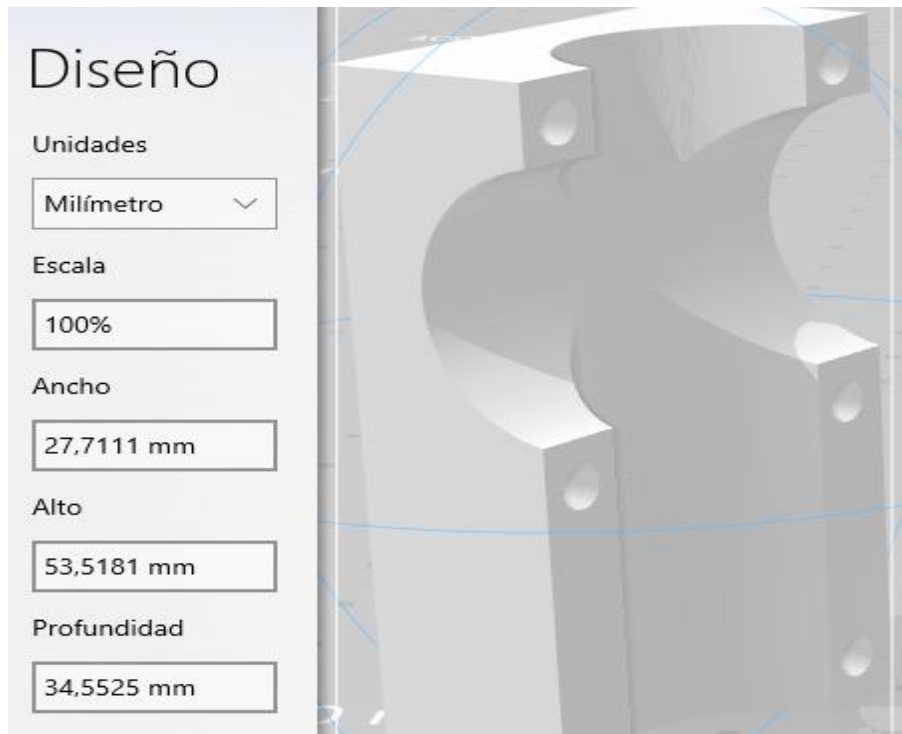 Diseño
Unidades
Milímetro
Escala
100%
Ancho
27,7111 mm
Alto
53,5181 mm
Profundidad
34,5525 mm